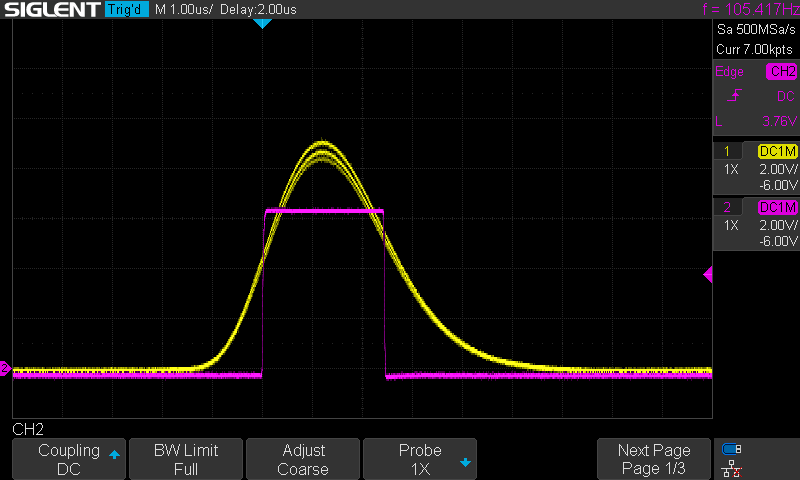 SIGLENT Trig'd M 1.00us/ Delay:2.00us f = 105.417Hz
Sa 500MSa/s
Curr 7.00kpts
Edge CH2
DC
L 3.76V
1 DC1M
1X 2.00V/
-6.00V
2 DC1M
1X 2.00V/
-6.00V
2
CH2
Coupling
DC
BW Limit
Full
Adjust
Coarse
Probe
1X
Next Page
Page 1/3